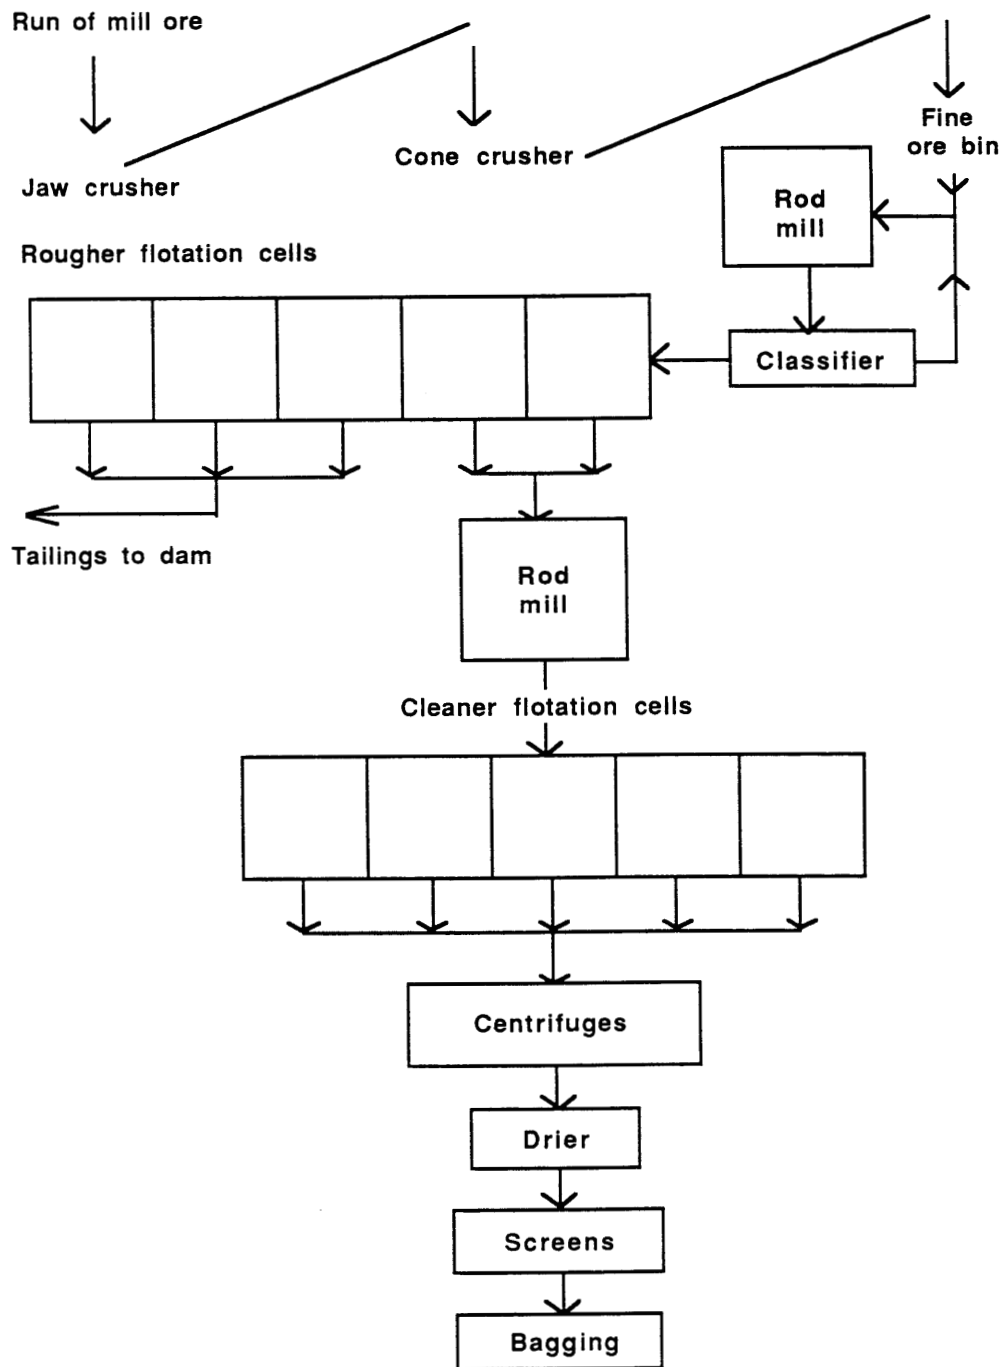 Run of mill ore
Jaw crusher
Cone crusher
Fine
ore bin
Rod
mill
Classifier
Rougher flotation cells
Tailings to dam
Rod
mill
Cleaner flotation cells
Centrifuges
Drier
Screens
Bagging